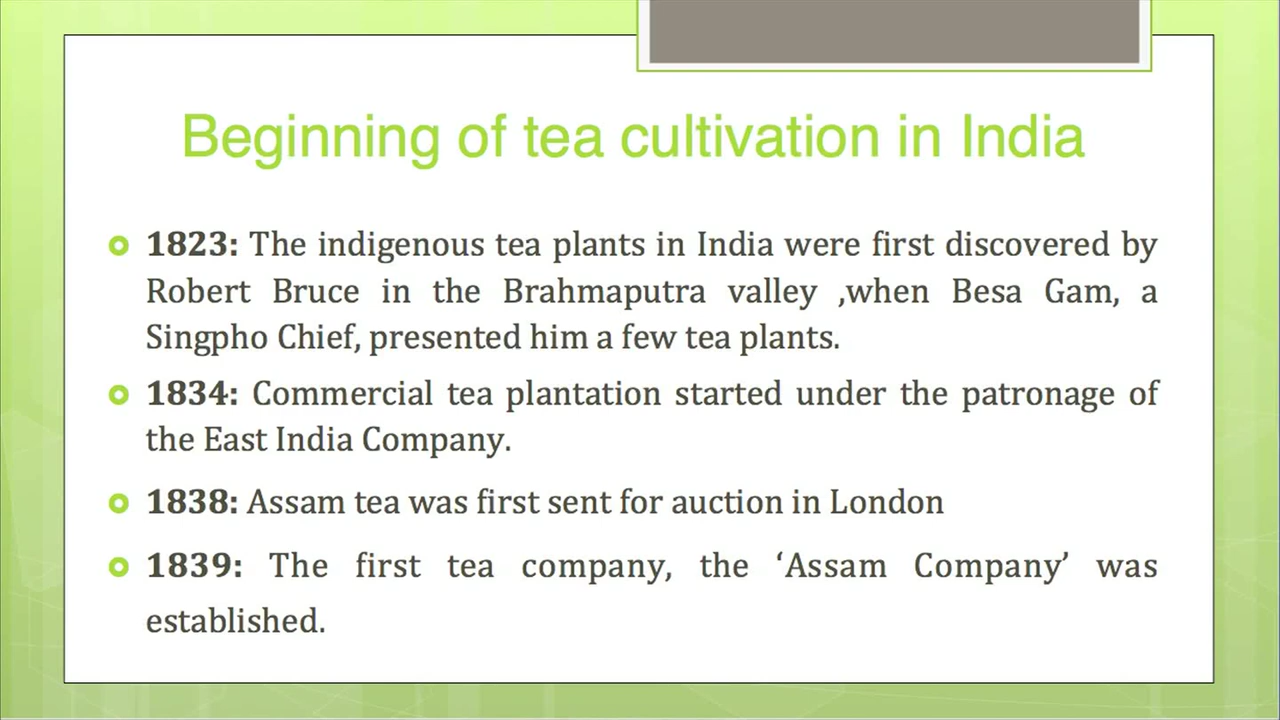 Beginning of tea cultivation in India
1823: The indigenous tea plants in India were first discovered by
Robert Bruce in the Brahmaputra valley ,when Besa Gam, a
Singpho Chief, presented him a few tea plants.
1834: Commercial tea plantation started under the patronage of
the East India Company.
1838: Assam tea was first sent for auction in London
1839: The first tea company, the ‘Assam Company’ was
established.